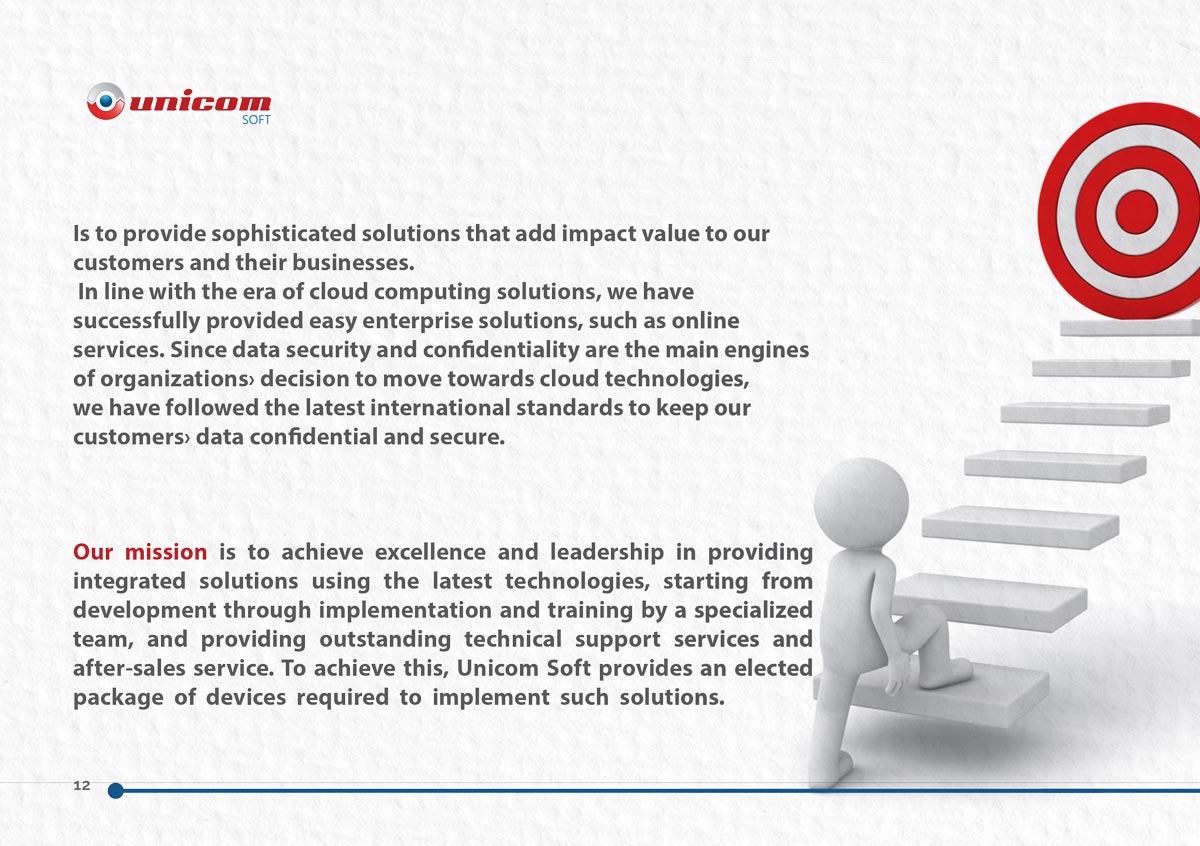 unicom
SOFT
Is to provide sophisticated solutions that add impact value to our
customers and their businesses.
In line with the era of cloud computing solutions, we have
successfully provided easy enterprise solutions, such as online
services. Since data security and confidentiality are the main engines
of organizations› decision to move towards cloud technologies,
we have followed the latest international standards to keep our
customers› data confidential and secure.
Our mission is to achieve excellence and leadership in providing
integrated solutions using the latest technologies, starting from
development through implementation and training by a specialized
team, and providing outstanding technical support services and
after-sales service. To achieve this, Unicom Soft provides an elected
package of devices required to implement such solutions.
12